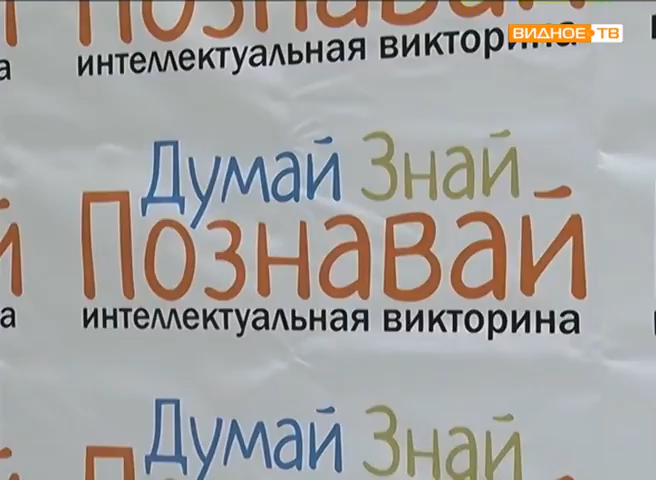 Познавай
ВИДНОЕ ТВ
а интеллектуальная викторина
Думай Знай
Познавай
а интеллектуальная викторина
Думай Знай